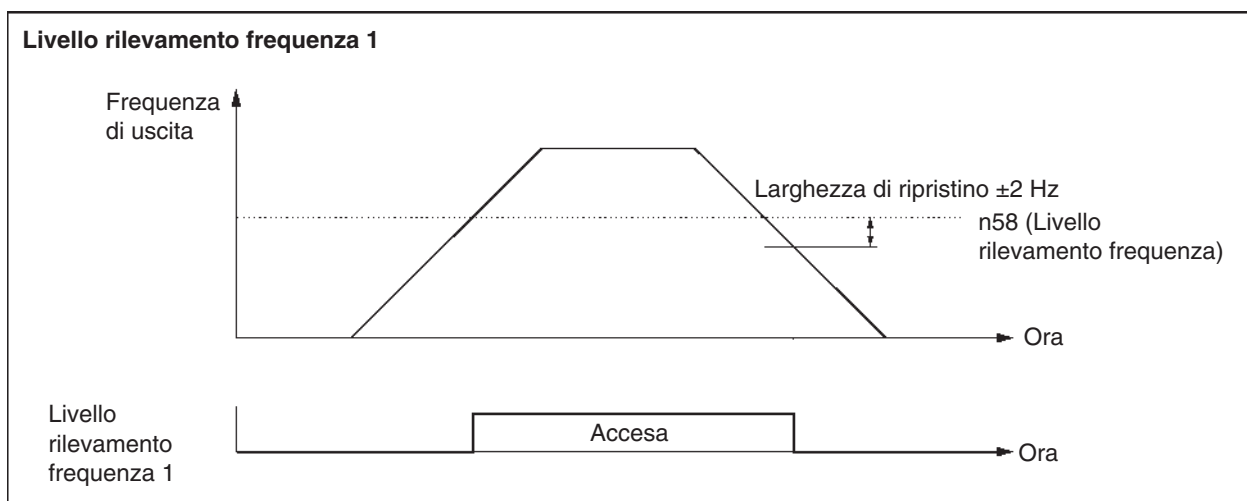 Livello rilevamento frequenza 1
Frequenza
di uscita
Larghezza di ripristino ±2 Hz
n58 (Livello
rilevamento frequenza)
Ora
Livello
rilevamento
frequenza 1
Accesa
Ora